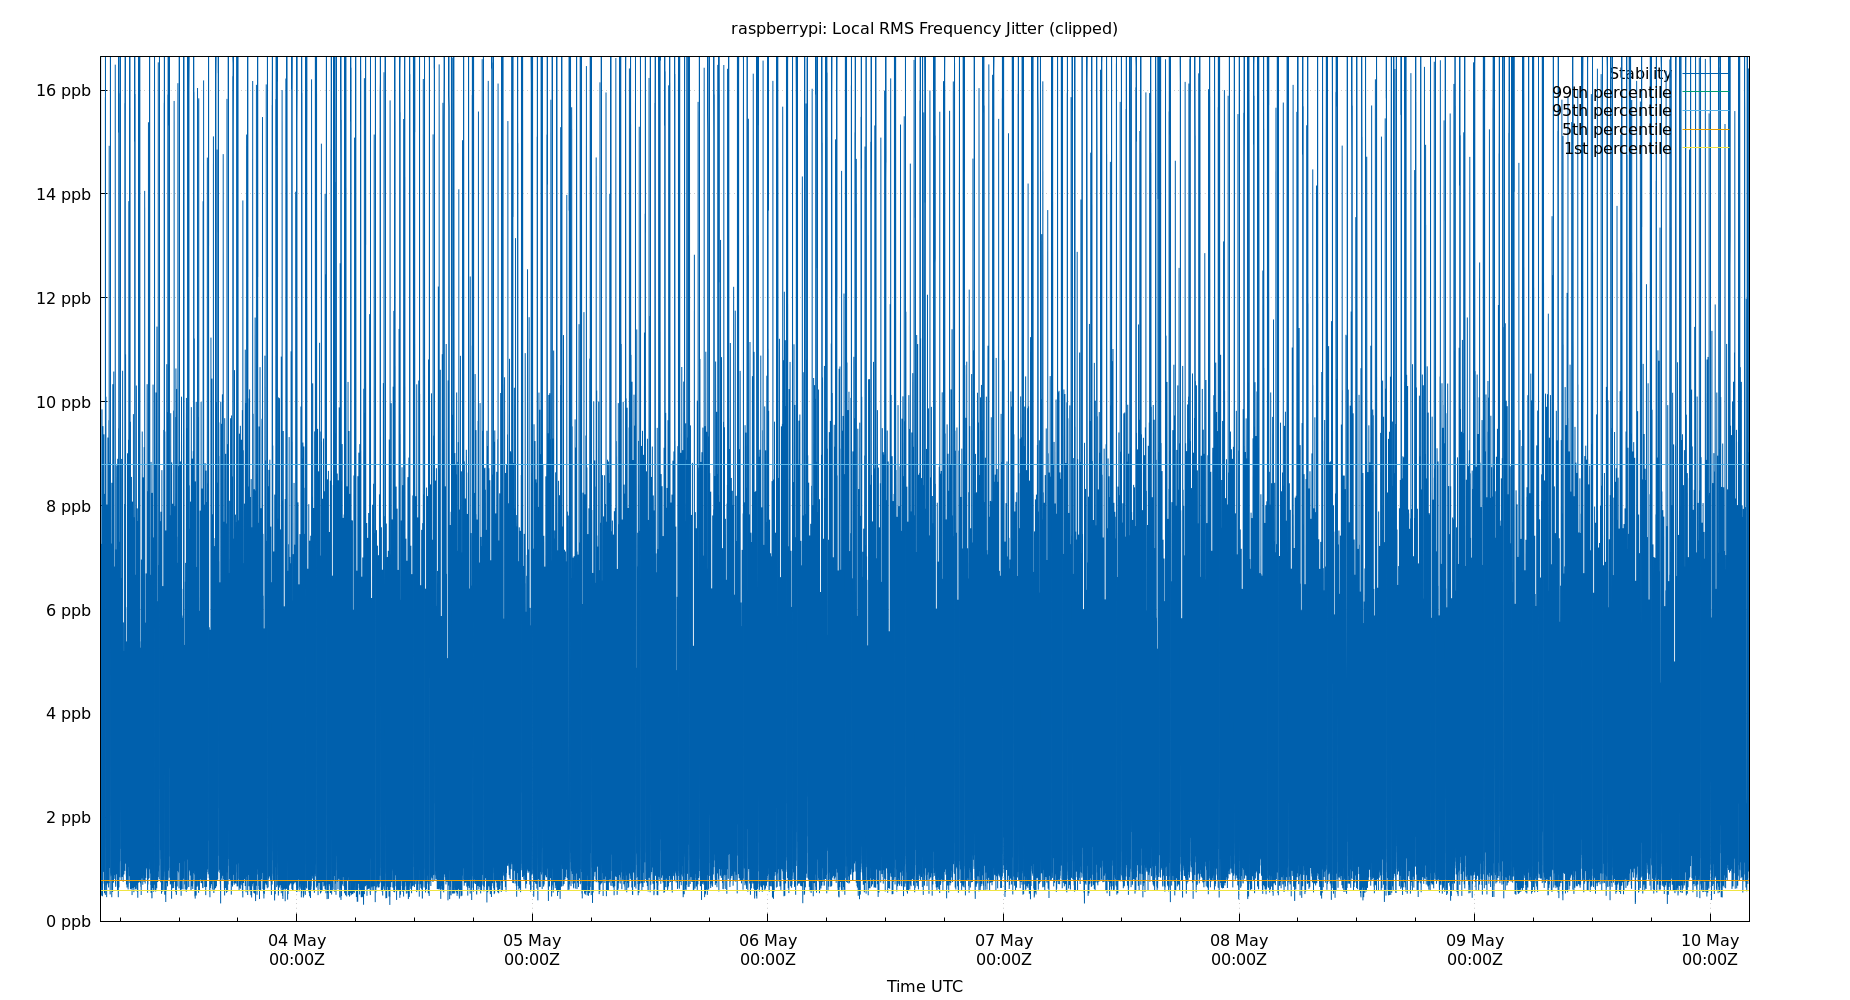 raspberrypi: Local RMS Frequency Jitter (clipped)
16 ppb
14 ppb
12 ppb
10 ppb
8 ppb
6 ppb
4 ppb
2 ppb
0 ppb
Stability
99th percentile
95th percentile
5th percentile
1st percentile
04 May
00:00Z
05 May
00:00Z
06 May
00:00Z
07 May
00:00Z
08 May
00:00Z
09 May
00:00Z
10 May
00:00Z
Time UTC